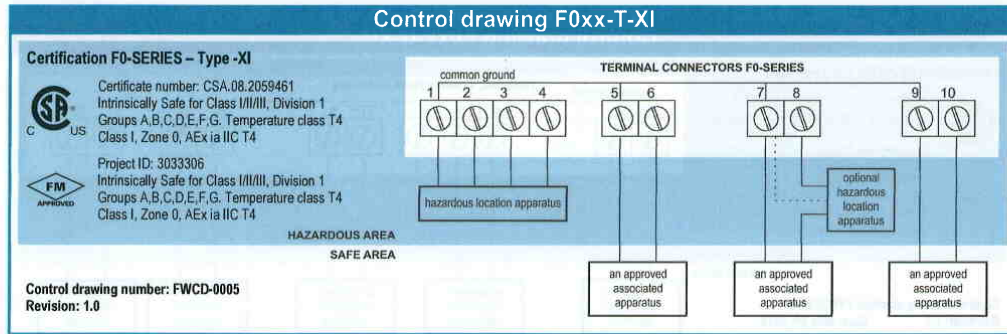 Control drawing F0xx-T-XI
Certification F0-SERIES – Type -XI
Certificate number: CSA.08.2059461
Intrinsically Safe for Class I/II/III, Division 1
Groups A,B,C,D,E,F,G. Temperature class T4
Class I, Zone 0, AEx ia IIC T4
C US
Project ID: 3033306
Intrinsically Safe for Class I/II/III, Division 1
Groups A,B,C,D,E,F,G. Temperature class T4
Class I, Zone 0, AEx ia IIC T4
FM
APPROVED
HAZARDOUS AREA
SAFE AREA
Control drawing number: FWCD-0005
Revision: 1.0
TERMINAL CONNECTORS F0-SERIES
common ground
1 2 3 4 5 6 7 8 9 10
hazardous location apparatus
optional
hazardous
location
apparatus
an approved
associated
apparatus
an approved
associated
apparatus
an approved
associated
apparatus